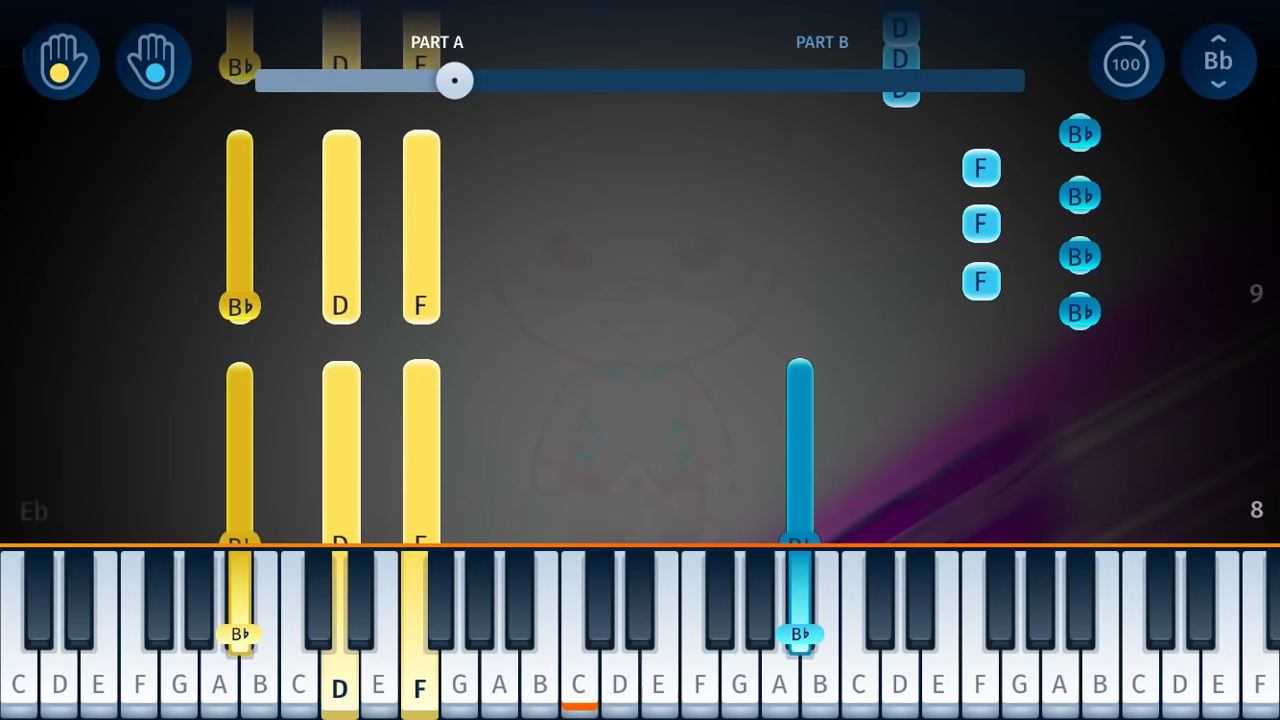 PART A PART B
D
D
D
B♭ D F
100
Bb
B♭
F
B♭
F
B♭
F
B♭ D F
B♭
9
Eb
8
B♭ D F B♭
B♭ B♭
C D E F G A B C D E F G A B C D E F G A B C D E F G A B C D E F